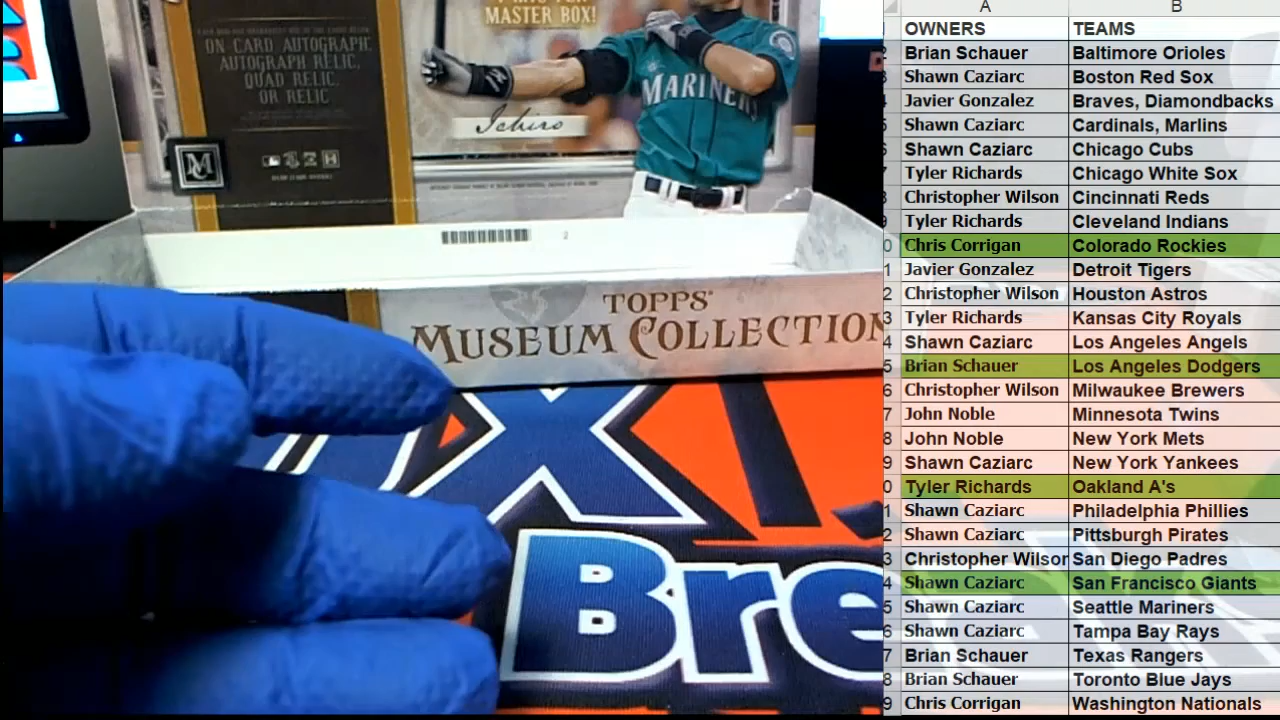 MASTER BOX!
ON CARD AUTOGRAPH,
AUTOGRAPH RELIC,
QUAD RELIC,
OR RELIC
MARINERS
Ichiro
M
TOPPS
MUSEUM COLLECTION
Bre
A B
OWNERS TEAMS
Brian Schauer Baltimore Orioles
Shawn Caziarc Boston Red Sox
Javier Gonzalez Braves, Diamondbacks
Shawn Caziarc Cardinals, Marlins
Shawn Caziarc Chicago Cubs
Tyler Richards Chicago White Sox
Christopher Wilson Cincinnati Reds
Tyler Richards Cleveland Indians
Chris Corrigan Colorado Rockies
Javier Gonzalez Detroit Tigers
Christopher Wilson Houston Astros
Tyler Richards Kansas City Royals
Shawn Caziarc Los Angeles Angels
Brian Schauer Los Angeles Dodgers
Christopher Wilson Milwaukee Brewers
John Noble Minnesota Twins
John Noble New York Mets
Shawn Caziarc New York Yankees
Tyler Richards Oakland A's
Shawn Caziarc Philadelphia Phillies
Shawn Caziarc Pittsburgh Pirates
Christopher Wilson San Diego Padres
Shawn Caziarc San Francisco Giants
Shawn Caziarc Seattle Mariners
Shawn Caziarc Tampa Bay Rays
Brian Schauer Texas Rangers
Brian Schauer Toronto Blue Jays
Chris Corrigan Washington Nationals